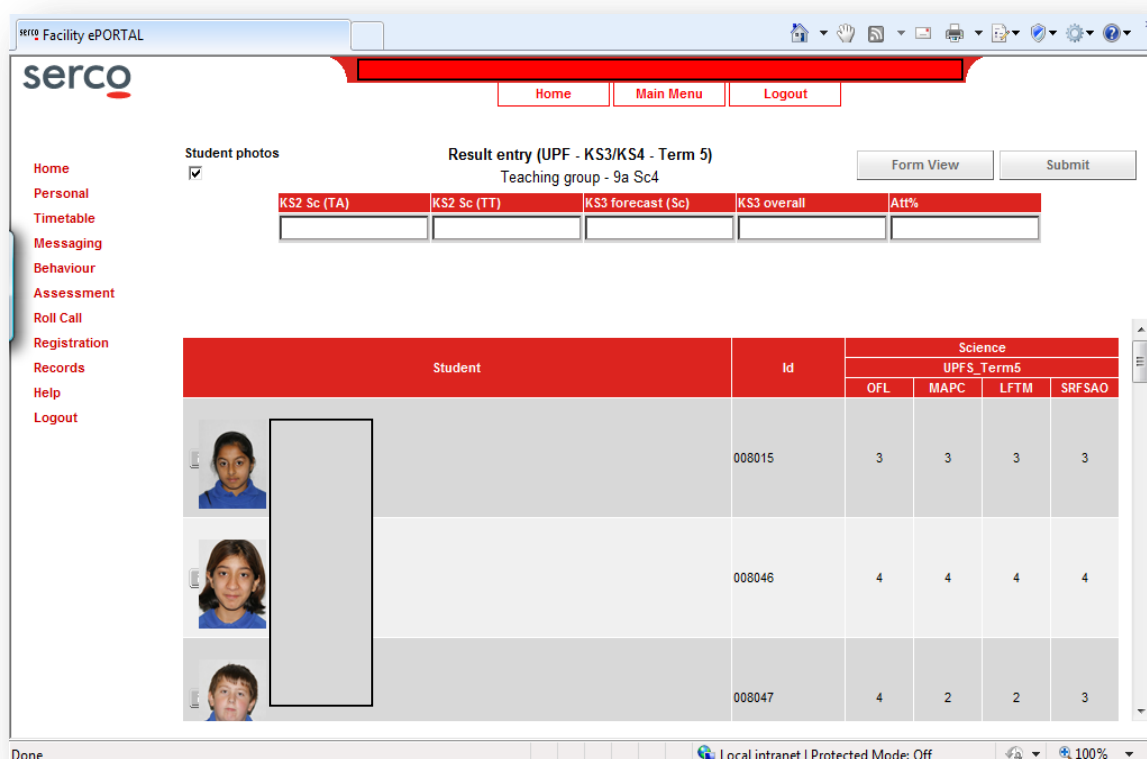 serco Facility ePORTAL
serco
Home Main Menu Logout
Student photos
Result entry (UPF - KS3/KS4 - Term 5)
Teaching group - 9a Sc4
Form View Submit
Home
Personal
Timetable
Messaging
Behaviour
Assessment
Roll Call
Registration
Records
Help
Logout
KS2 Sc (TA) KS2 Sc (TT) KS3 forecast (Sc) KS3 overall Att%
Student Id Science
UPFS_Term5
OFL MAPC LFTM SRFSAO
008015 3 3 3 3
008046 4 4 4 4
008047 4 2 2 3
Done Local intranet | Protected Mode: Off 100%